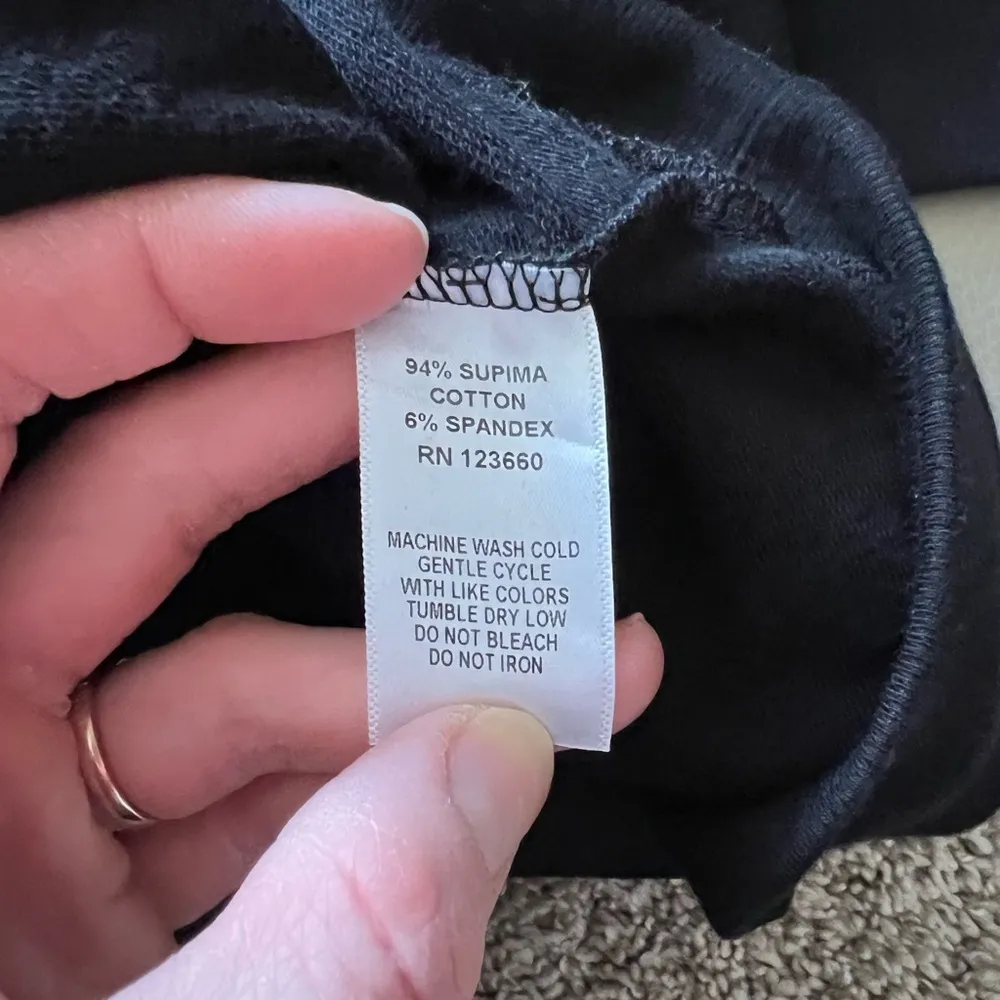 94% SUPIMA
COTTON
6% SPANDEX
RN 123660
MACHINE WASH COLD
GENTLE CYCLE
WITH LIKE COLORS
TUMBLE DRY LOW
DO NOT BLEACH
DO NOT IRON